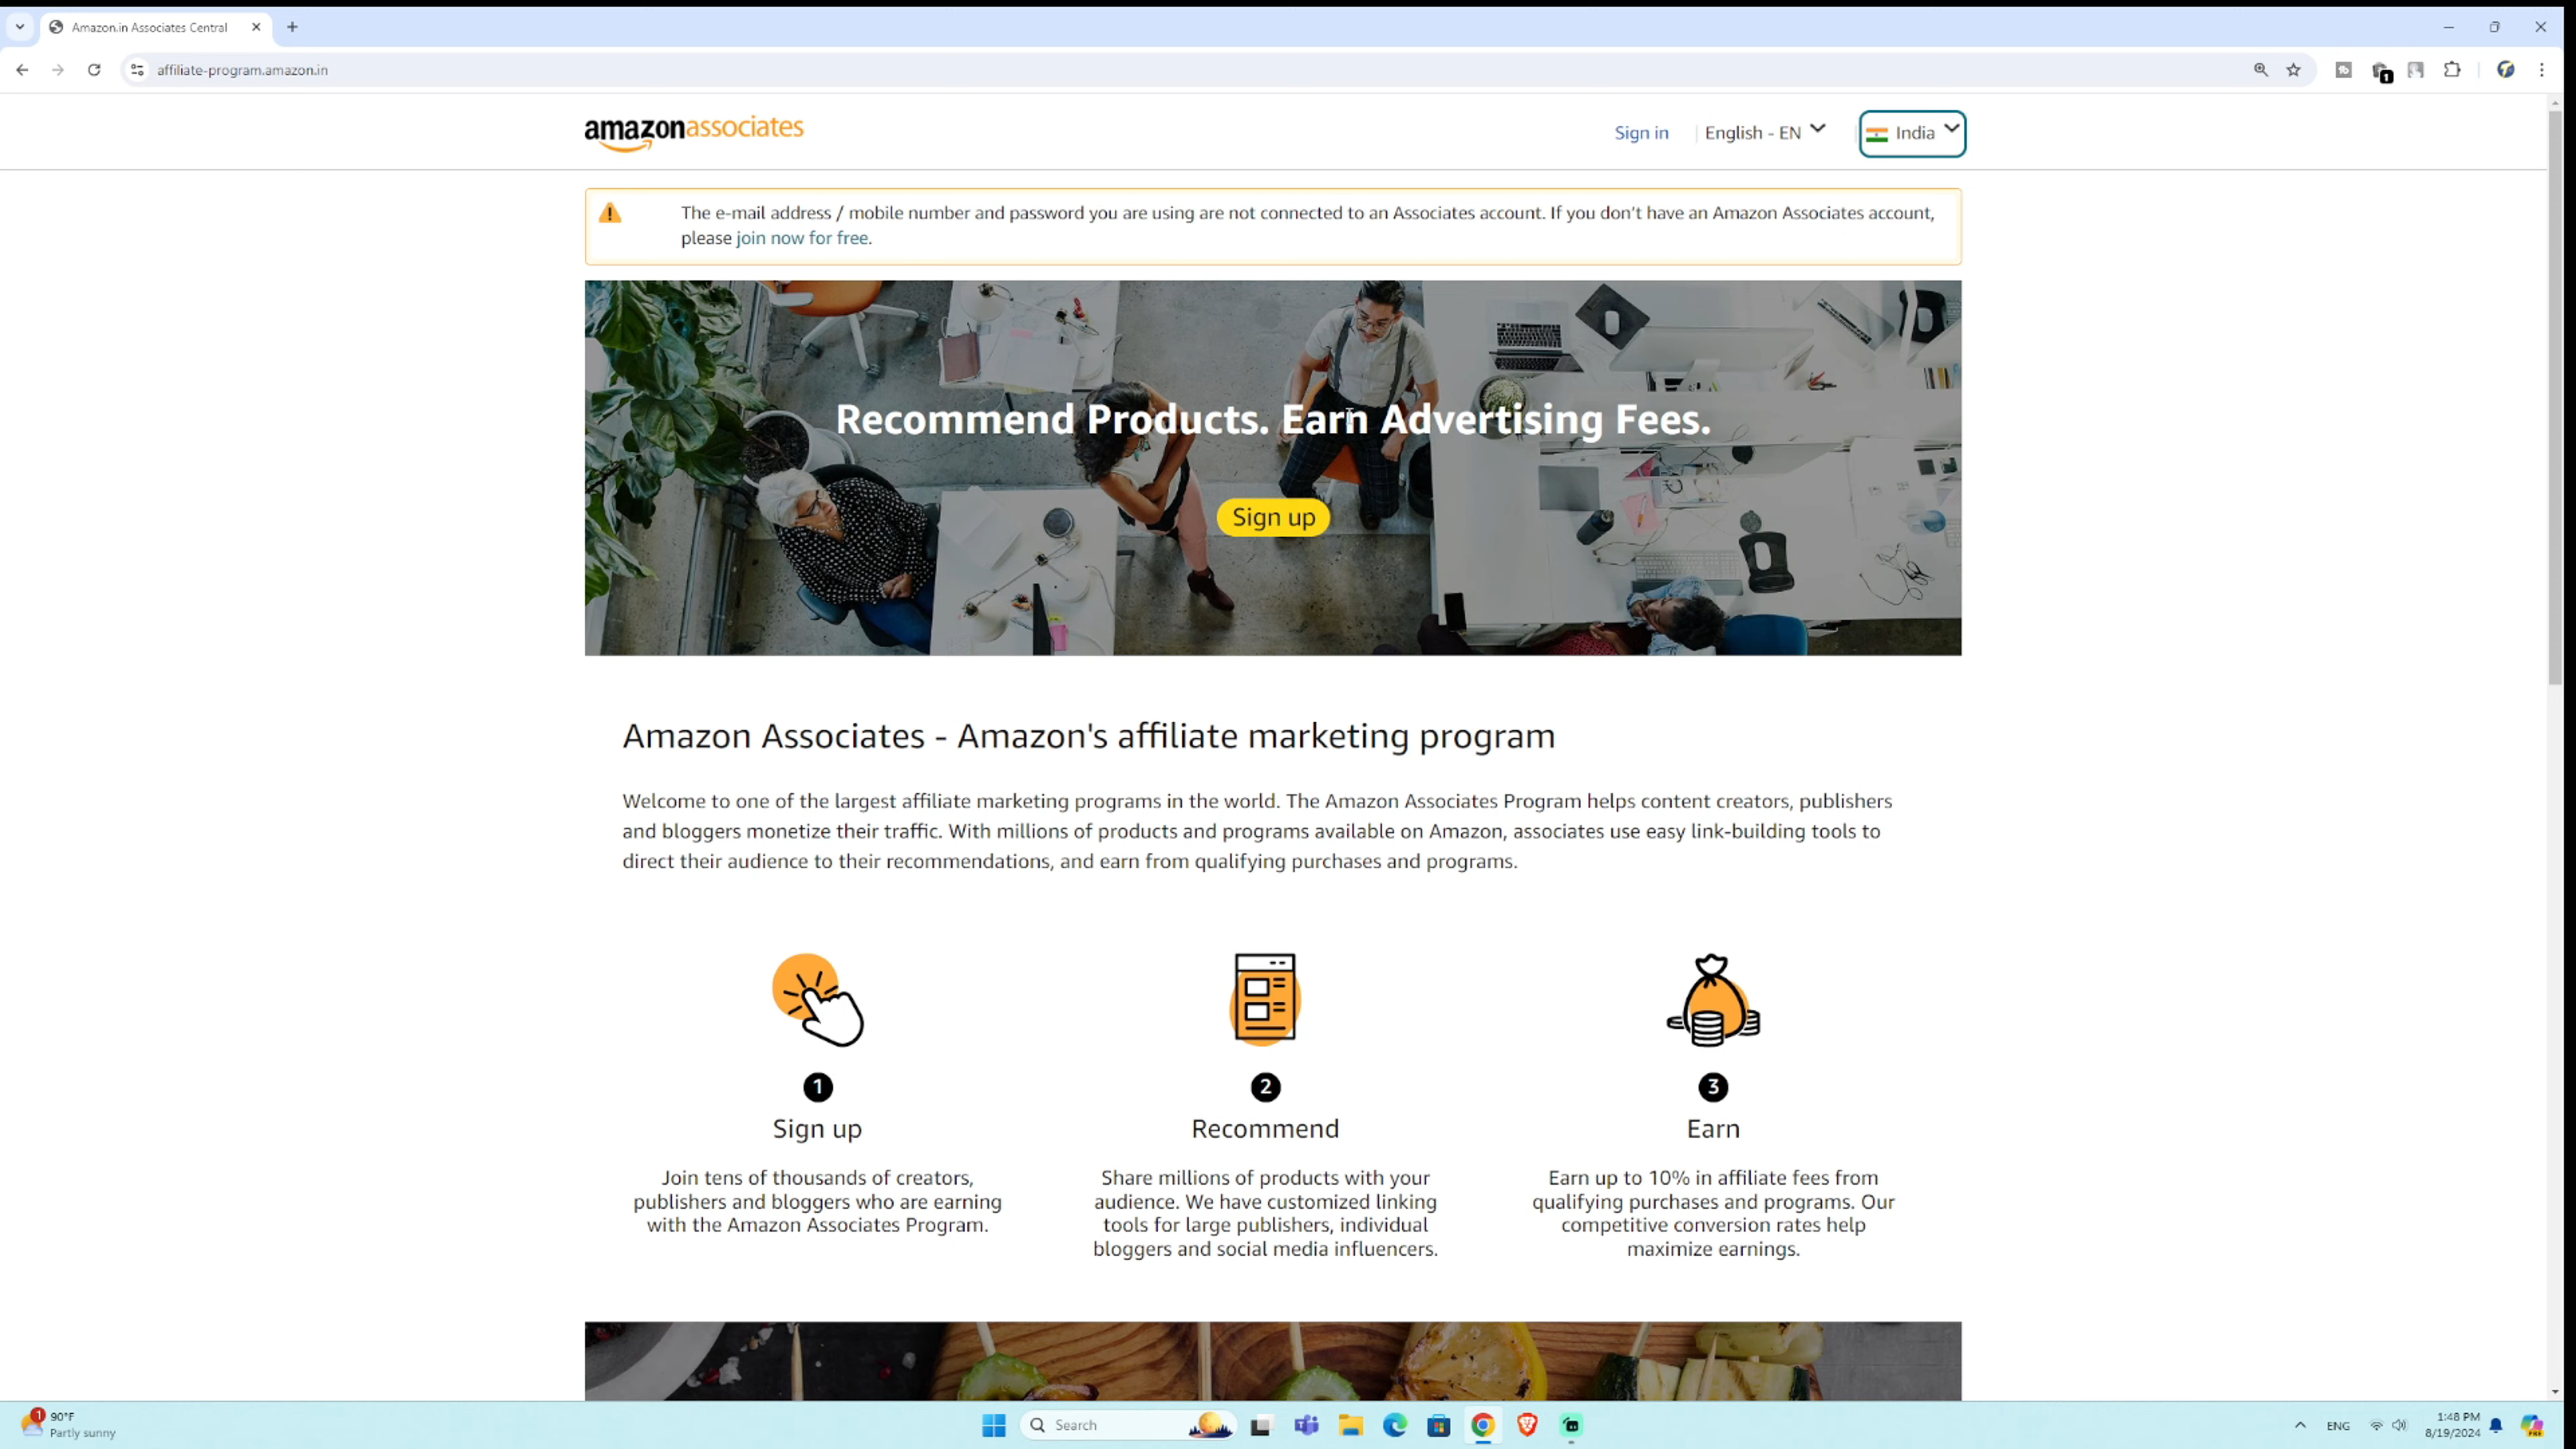 Amazon.in Associates Central
affiliate-program.amazon.in
1
amazonassociates
Sign in
English - EN
India
The e-mail address / mobile number and password you are using are not connected to an Associates account. If you don't have an Amazon Associates account,
please join now for free.
Recommend Products. Earn Advertising Fees.
Sign up
Amazon Associates - Amazon's affiliate marketing program
Welcome to one of the largest affiliate marketing programs in the world. The Amazon Associates Program helps content creators, publishers
and bloggers monetize their traffic. With millions of products and programs available on Amazon, associates use easy link-building tools to
direct their audience to their recommendations, and earn from qualifying purchases and programs.
1
Sign up
Join tens of thousands of creators,
publishers and bloggers who are earning
with the Amazon Associates Program.
2
Recommend
Share millions of products with your
audience. We have customized linking
tools for large publishers, individual
bloggers and social media influencers.
3
Earn
Earn up to 10% in affiliate fees from
qualifying purchases and programs. Our
competitive conversion rates help
maximize earnings.
1
90°F
Partly sunny
Search
ENG
1:48 PM
8/19/2024